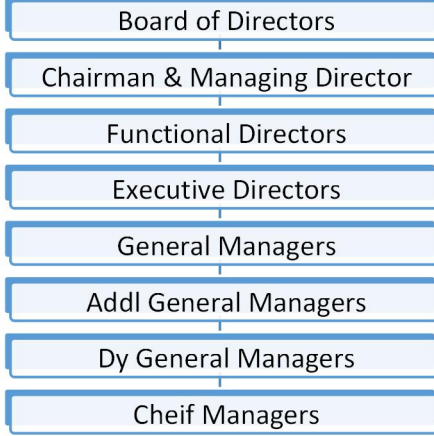 Board of Directors
Chairman & Managing Director
Functional Directors
Executive Directors
General Managers
Addl General Managers
Dy General Managers
Cheif Managers